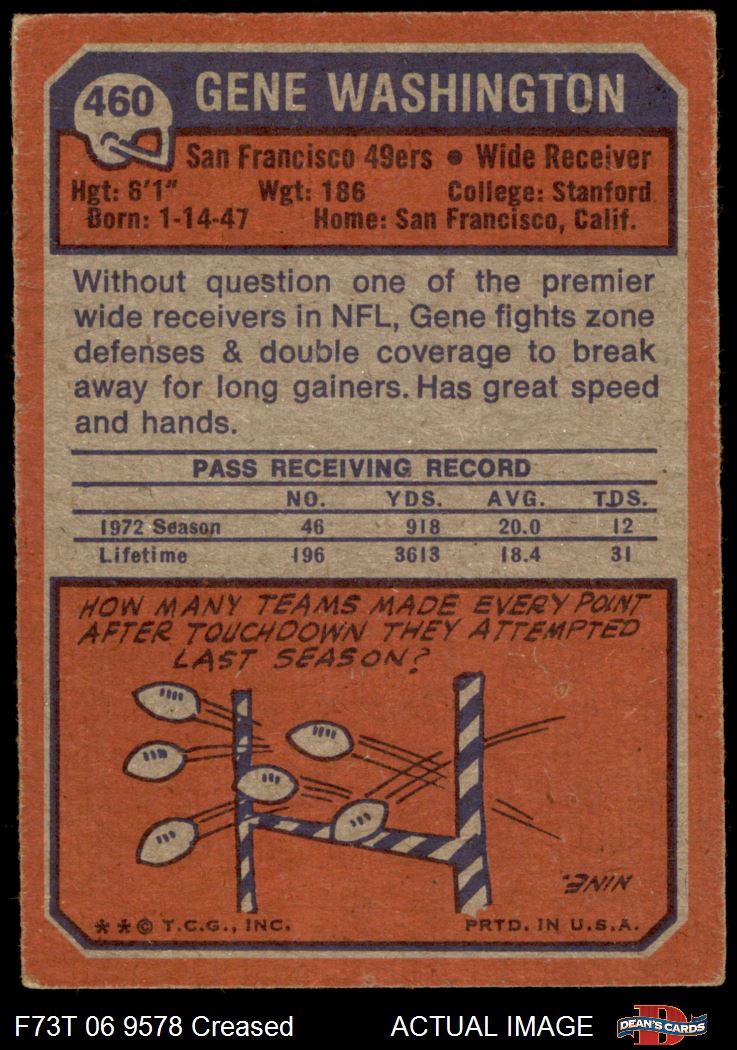 460 GENE WASHINGTON
San Francisco 49ers • Wide Receiver
Hgt: 6'1" Wgt: 186 College: Stanford
Born: 1-14-47 Home: San Francisco, Calif.
Without question one of the premier
wide receivers in NFL, Gene fights zone
defenses & double coverage to break
away for long gainers. Has great speed
and hands.
PASS RECEIVING RECORD
NO. YDS. AVG. TDS.
1972 Season 46 918 20.0 12
Lifetime 196 3613 18.4 31
HOW MANY TEAMS MADE EVERY POINT
AFTER TOUCHDOWN THEY ATTEMPTED
LAST SEASON?
NINE.
**© T.C.G., INC. PRTD. IN U.S.A.
F73T 06 9578 Creased ACTUAL IMAGE D DEAN'S CARDS